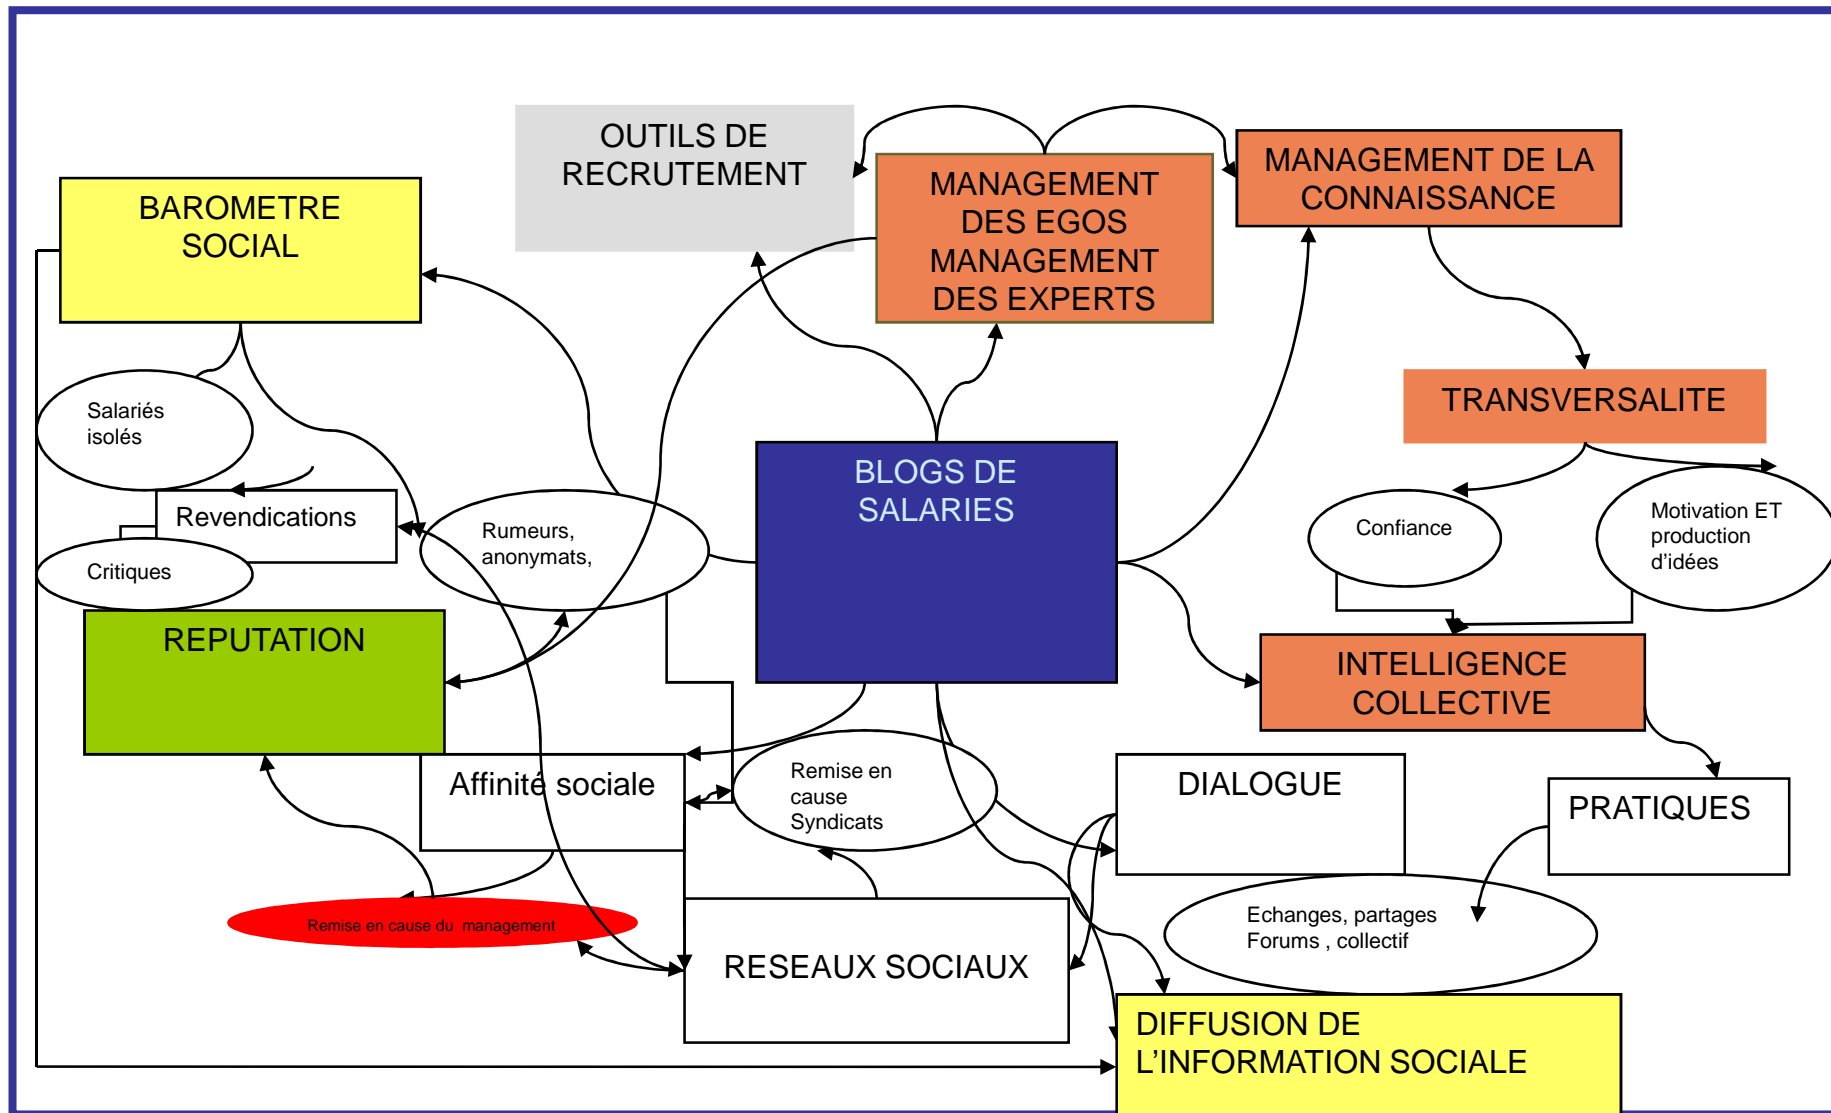 OUTILS DE
RECRUTEMENT
MANAGEMENT
DES EGOS
MANAGEMENT
DES EXPERTS
MANAGEMENT DE LA
CONNAISSANCE
BAROMETRE
SOCIAL
TRANSVERSALITE
Salariés
isolés
BLOGS DE
SALARIES
Revendications
Rumeurs,
anonymats,
Confiance
Motivation ET
production
d'idées
Critiques
REPUTATION
INTELLIGENCE
COLLECTIVE
Affinité sociale
Remise en
cause
Syndicats
DIALOGUE
PRATIQUES
Remise en cause du  management
Echanges, partages
Forums , collectif
RESEAUX SOCIAUX
DIFFUSION DE
L'INFORMATION SOCIALE